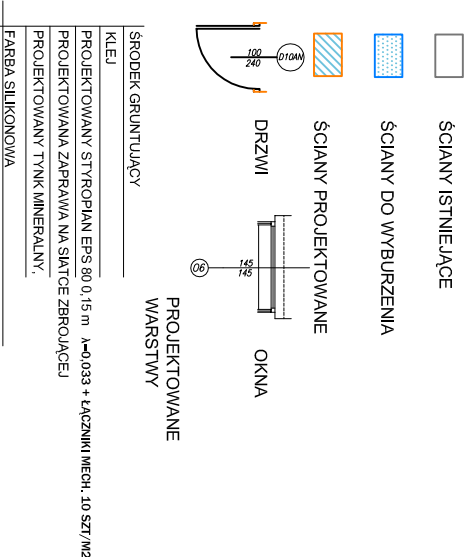 ŚCIANY ISTNIEJĄCE
ŚCIANY DO WYBURZENIA
ŚCIANY PROJEKTOWANE
DRZWI
D10AN
100
240
OKNA
O6
145
145
PROJEKTOWANE
WARSTWY
ŚRODEK GRUNTUJĄCY
KLEJ
PROJEKTOWANY STYROPIAN EPS 80 0,15 m λ=0,033 + ŁĄCZNIKI MECH. 10 SZT/M2
PROJEKTOWANA ZAPRAWA NA SIATCE ZBROJĄCEJ
PROJEKTOWANY TYNK MINERALNY,
FARBA SILIKONOWA